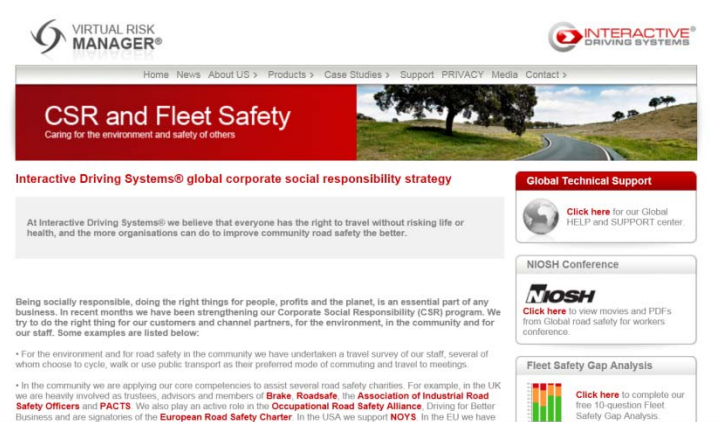 VIRTUAL RISK
MANAGER®
INTERACTIVE®
DRIVING SYSTEMS
Home News About US > Products > Case Studies > Support PRIVACY Media Contact >
CSR and Fleet Safety
Caring for the environment and safety of others
Interactive Driving Systems® global corporate social responsibility strategy
At Interactive Driving Systems® we believe that everyone has the right to travel without risking life or
health, and the more organisations can do to improve community road safety the better.
Being socially responsible, doing the right things for people, profits and the planet, is an essential part of any
business. In recent months we have been strengthening our Corporate Social Responsibility (CSR) program. We
try to do the right thing for our customers and channel partners, for the environment, in the community and for
our staff. Some examples are listed below:
• For the environment and for road safety in the community we have undertaken a travel survey of our staff, several of
whom choose to cycle, walk or use public transport as their preferred mode of commuting and travel to meetings.
• In the community we are applying our core competencies to assist several road safety charities. For example, in the UK
we are heavily involved as trustees, advisors and members of Brake, Roadsafe, the Association of Industrial Road
Safety Officers and PACTS. We also play an active role in the Occupational Road Safety Alliance, Driving for Better
Business and are signatories of the European Road Safety Charter. In the USA we support NOYS. In the EU we have
Global Technical Support
Click here for our Global
HELP and SUPPORT center.
NIOSH Conference
NIOSH
Click here to view movies and PDFs
from Global road safety for workers
conference.
Fleet Safety Gap Analysis
Click here to complete our
free 10-question Fleet
Safety Gap Analysis.